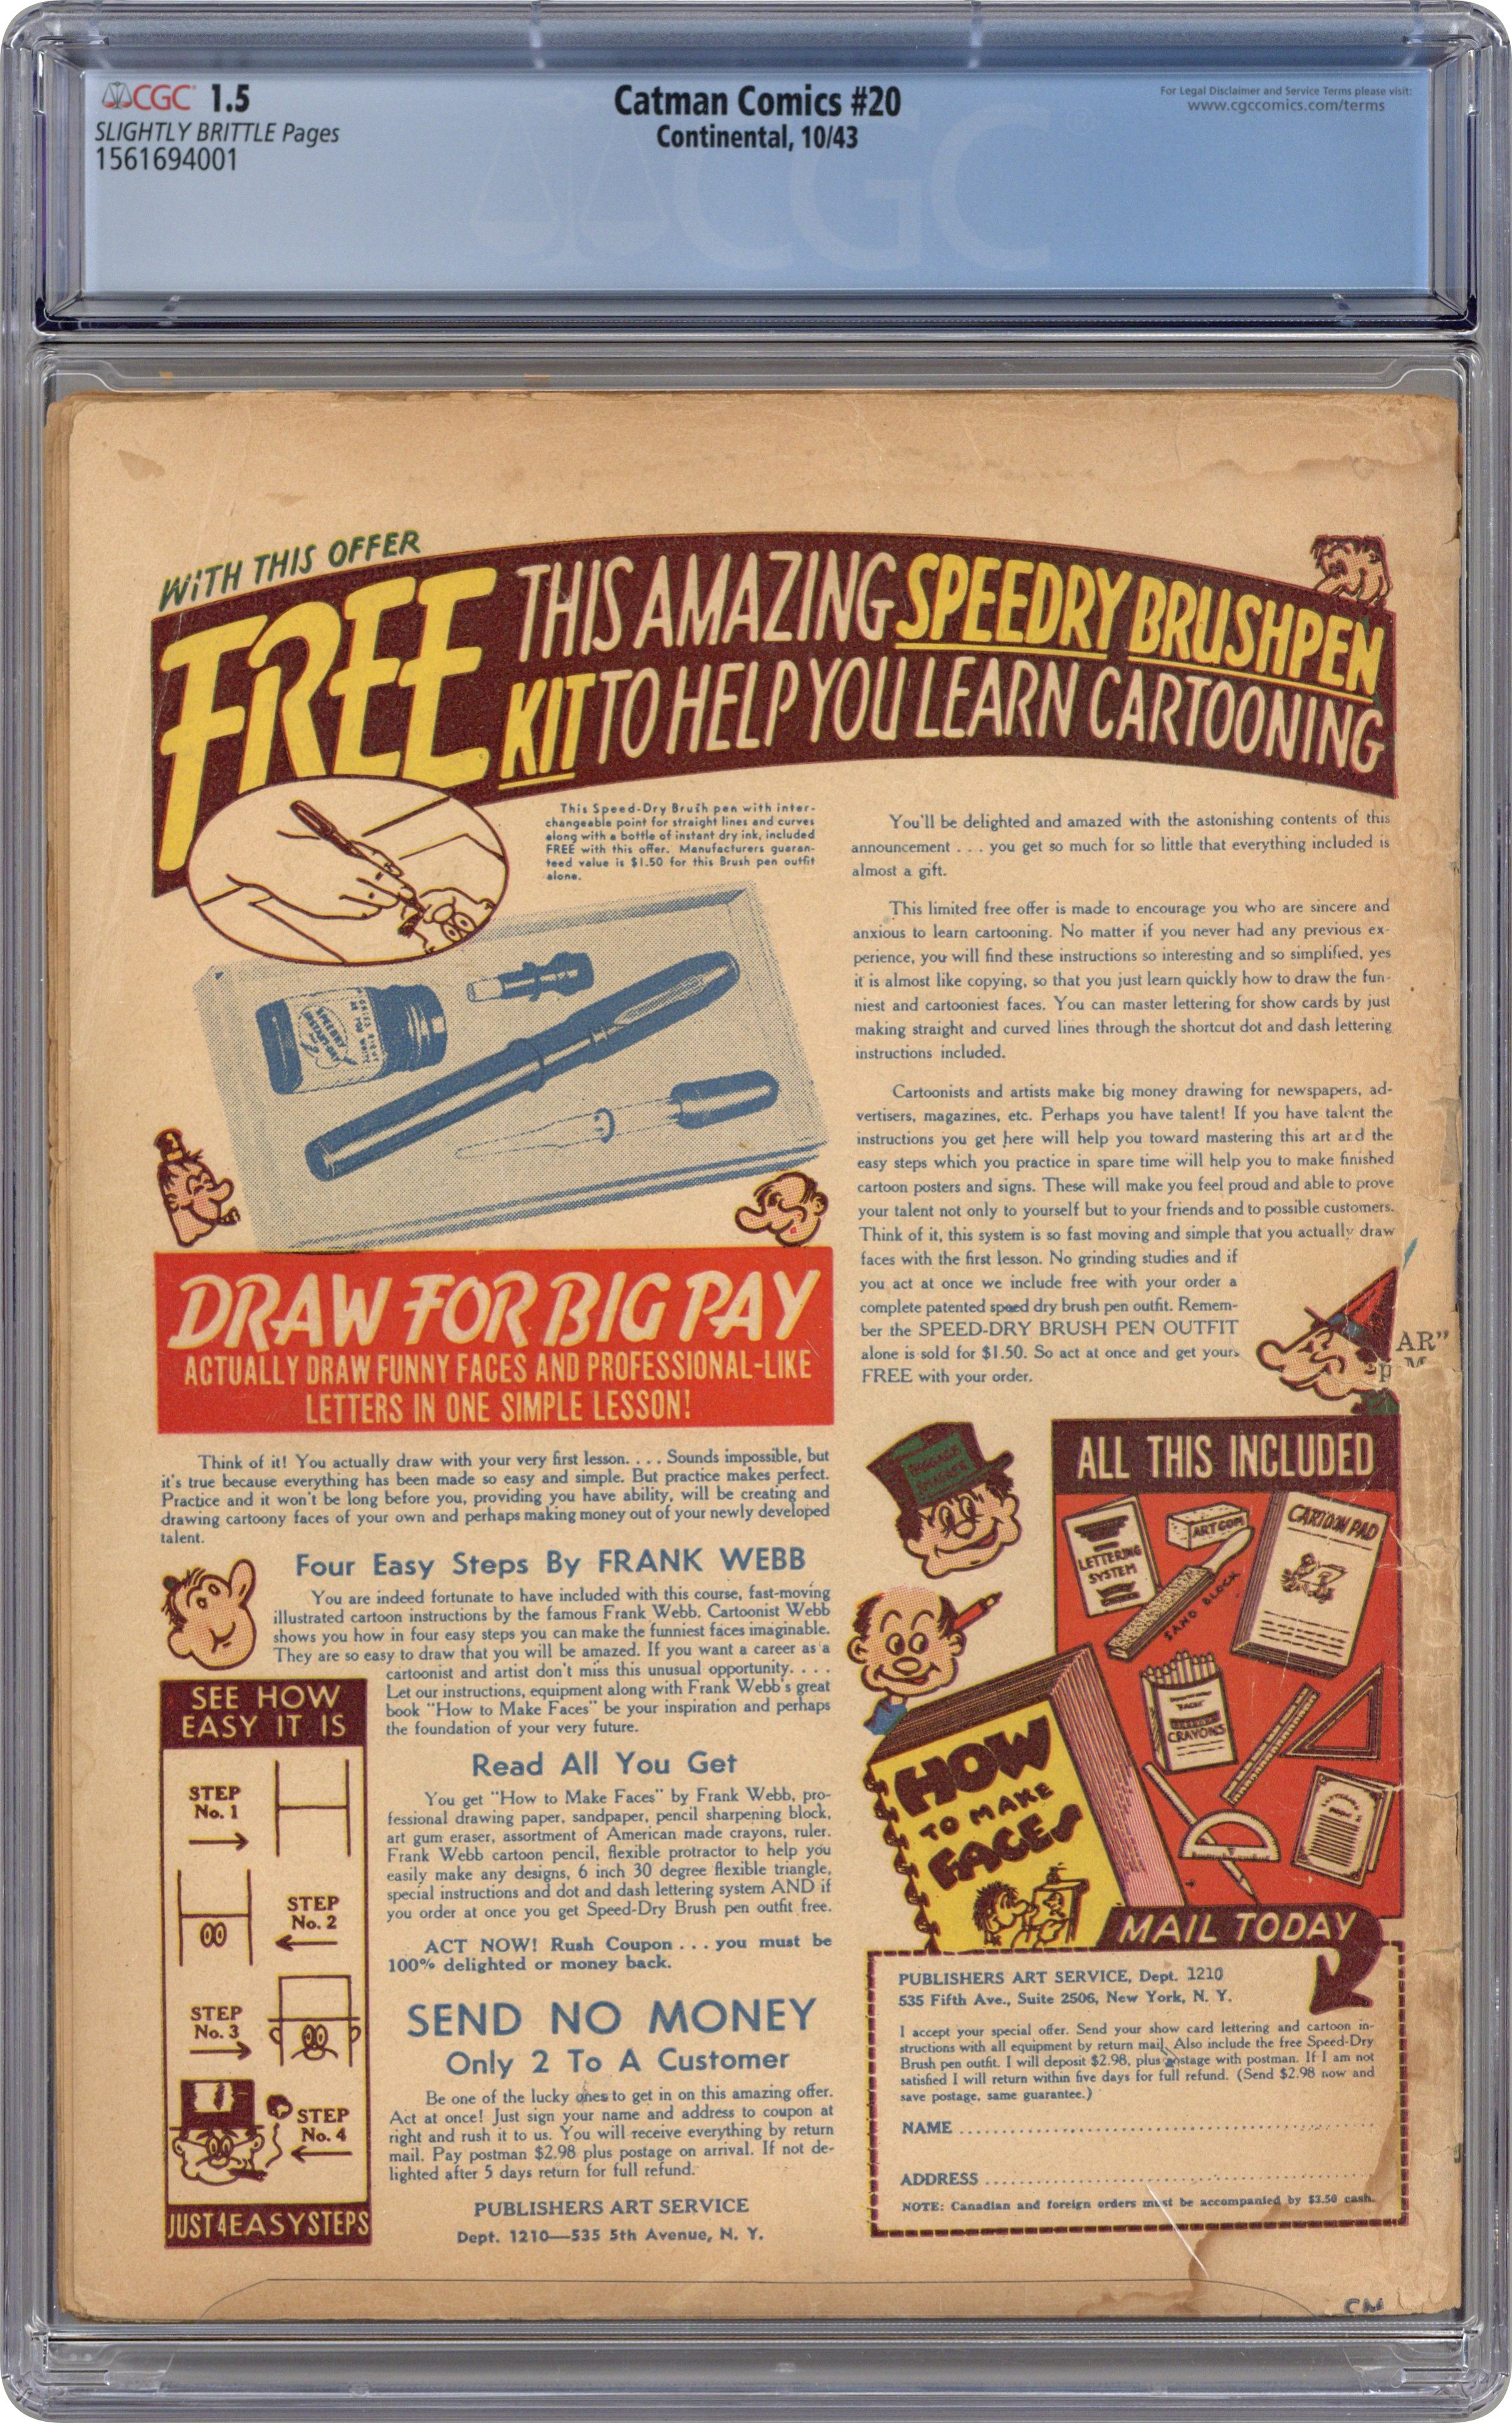 CGC 1.5
SLIGHTLY BRITTLE Pages
1561694001
Catman Comics #20
Continental, 10/43
For Legal Disclaimer and Service Terms please visit:
www.cgccomics.com/terms
CGC
WITH THIS OFFER
FREE THIS AMAZING SPEEDRY BRUSHPEN
KIT TO HELP YOU LEARN CARTOONING
This Speed-Dry Brush pen with inter-
changeable point for straight lines and curves
along with a bottle of instant dry ink, included
FREE with this offer. Manufacturers guaran-
teed value is $1.50 for this Brush pen outfit
alone.
SPEEDRY
INSTANT-DRY
DRAW FOR BIG PAY
ACTUALLY DRAW FUNNY FACES AND PROFESSIONAL-LIKE
LETTERS IN ONE SIMPLE LESSON!
Think of it! You actually draw with your very first lesson. . . . Sounds impossible, but
it's true because everything has been made so easy and simple. But practice makes perfect.
Practice and it won't be long before you, providing you have ability, will be creating and
drawing cartoony faces of your own and perhaps making money out of your newly developed
talent.
Four Easy Steps By FRANK WEBB
You are indeed fortunate to have included with this course, fast-moving
illustrated cartoon instructions by the famous Frank Webb. Cartoonist Webb
shows you how in four easy steps you can make the funniest faces imaginable.
They are so easy to draw that you will be amazed. If you want a career as a
cartoonist and artist don't miss this unusual opportunity. . . .
Let our instructions, equipment along with Frank Webb's great
book "How to Make Faces" be your inspiration and perhaps
the foundation of your very future.
Read All You Get
You get "How to Make Faces" by Frank Webb, pro-
fessional drawing paper, sandpaper, pencil sharpening block,
art gum eraser, assortment of American made crayons, ruler.
Frank Webb cartoon pencil, flexible protractor to help you
easily make any designs, 6 inch 30 degree flexible triangle,
special instructions and dot and dash lettering system AND if
you order at once you get Speed-Dry Brush pen outfit free.
ACT NOW! Rush Coupon . . . you must be
100% delighted or money back.
SEND NO MONEY
Only 2 To A Customer
Be one of the lucky ones to get in on this amazing offer.
Act at once! Just sign your name and address to coupon at
right and rush it to us. You will receive everything by return
mail. Pay postman $2.98 plus postage on arrival. If not de-
lighted after 5 days return for full refund.
PUBLISHERS ART SERVICE
Dept. 1210—535 5th Avenue, N. Y.
SEE HOW
EASY IT IS
STEP
No. 1
STEP
No. 2
STEP
No. 3
STEP
No. 4
JUST 4 EASY STEPS
You'll be delighted and amazed with the astonishing contents of this
announcement . . . you get so much for so little that everything included is
almost a gift.
This limited free offer is made to encourage you who are sincere and
anxious to learn cartooning. No matter if you never had any previous ex-
perience, you will find these instructions so interesting and so simplified, yes
it is almost like copying, so that you just learn quickly how to draw the fun-
niest and cartooniest faces. You can master lettering for show cards by just
making straight and curved lines through the shortcut dot and dash lettering
instructions included.
Cartoonists and artists make big money drawing for newspapers, ad-
vertisers, magazines, etc. Perhaps you have talent! If you have talent the
instructions you get here will help you toward mastering this art and the
easy steps which you practice in spare time will help you to make finished
cartoon posters and signs. These will make you feel proud and able to prove
your talent not only to yourself but to your friends and to possible customers.
Think of it, this system is so fast moving and simple that you actually draw
faces with the first lesson. No grinding studies and if
you act at once we include free with your order a
complete patented speed dry brush pen outfit. Remem-
ber the SPEED-DRY BRUSH PEN OUTFIT
alone is sold for $1.50. So act at once and get yours
FREE with your order.
AR"
ALL THIS INCLUDED
LETTERING
SYSTEM
ART GUM
SAND BLOCK
CARTOON PAD
CRAYONS
HOW
TO MAKE
FACES
MAIL TODAY
PUBLISHERS ART SERVICE, Dept. 1210
535 Fifth Ave., Suite 2506, New York, N. Y.
I accept your special offer. Send your show card lettering and cartoon in-
structions with all equipment by return mail. Also include the free Speed-Dry
Brush pen outfit. I will deposit $2.98, plus postage with postman. If I am not
satisfied I will return within five days for full refund. (Send $2.98 now and
save postage, same guarantee.)
NAME
ADDRESS
NOTE: Canadian and foreign orders must be accompanied by $3.50 cash.
CM